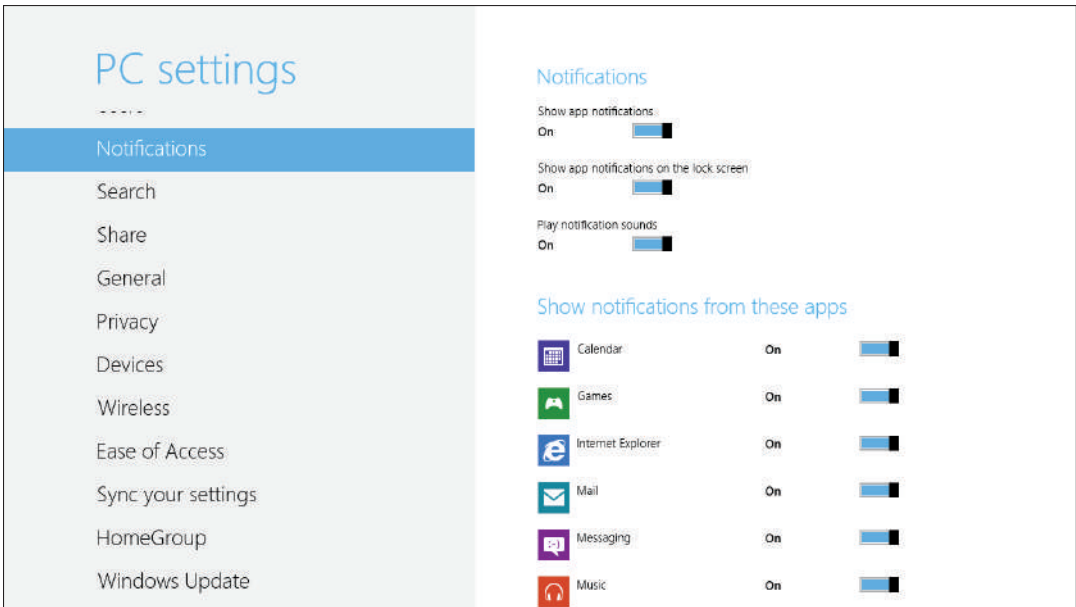 PC settings
Notifications
Search
Share
General
Privacy
Devices
Wireless
Ease of Access
Sync your settings
HomeGroup
Windows Update
Notifications
Show app notifications
On
Show app notifications on the lock screen
On
Play notification sounds
On
Show notifications from these apps
Calendar On
Games On
Internet Explorer On
Mail On
Messaging On
Music On